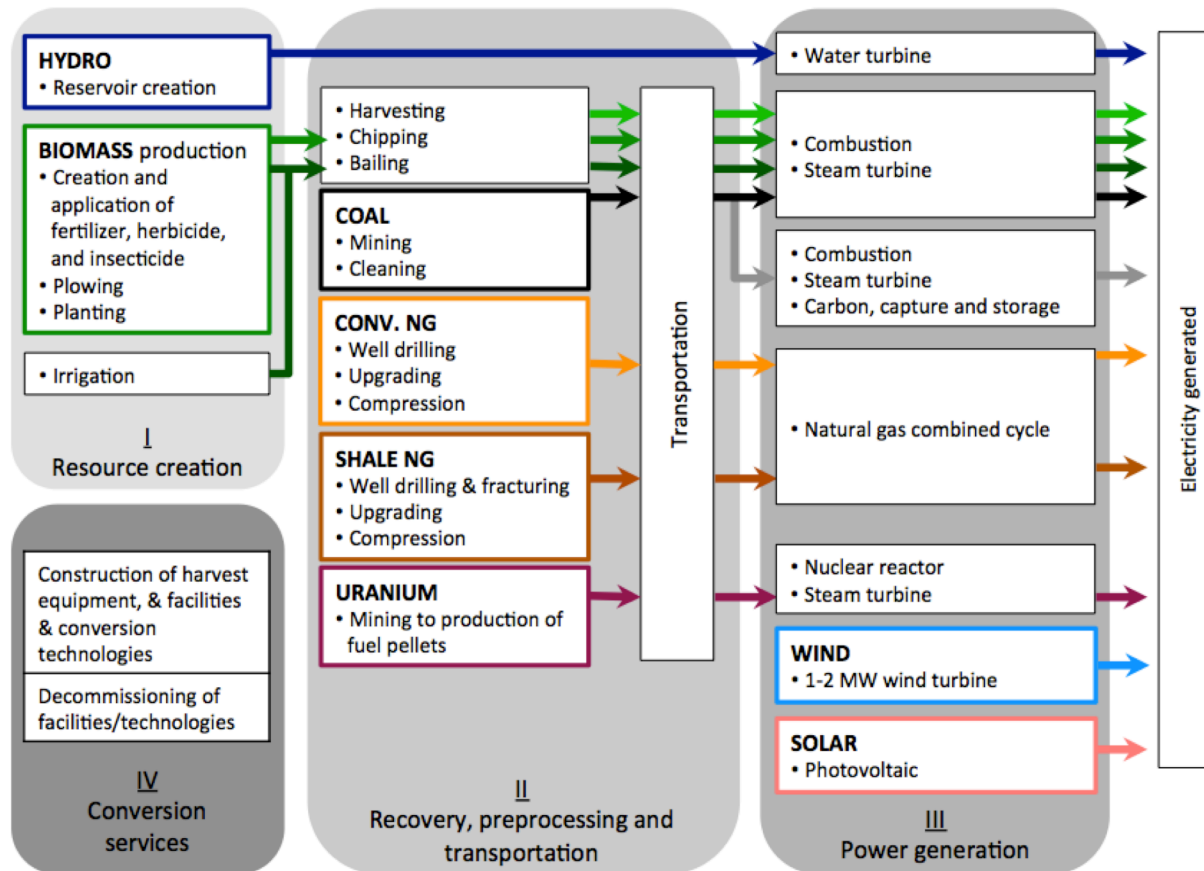 HYDRO
• Reservoir creation
BIOMASS production
• Creation and
application of
fertilizer, herbicide,
and insecticide
• Plowing
• Planting
• Irrigation
I
Resource creation
Construction of harvest
equipment, & facilities
& conversion
technologies
Decommissioning of
facilities/technologies
IV
Conversion
services
• Harvesting
• Chipping
• Bailing
COAL
• Mining
• Cleaning
CONV. NG
• Well drilling
• Upgrading
• Compression
SHALE NG
• Well drilling & fracturing
• Upgrading
• Compression
URANIUM
• Mining to production of
fuel pellets
Transportation
II
Recovery, preprocessing and
transportation
• Water turbine
• Combustion
• Steam turbine
• Combustion
• Steam turbine
• Carbon, capture and storage
• Natural gas combined cycle
• Nuclear reactor
• Steam turbine
WIND
• 1-2 MW wind turbine
SOLAR
• Photovoltaic
III
Power generation
Electricity generated